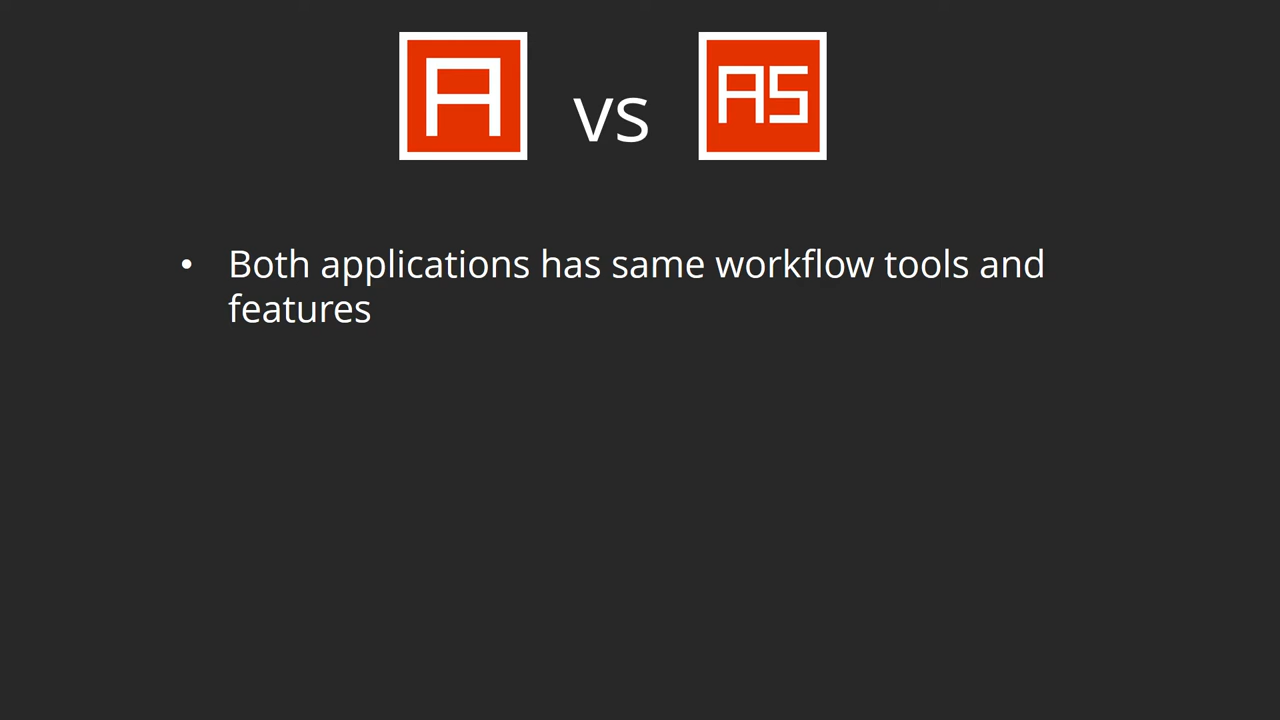 A vs AS
• Both applications has same workflow tools and
features